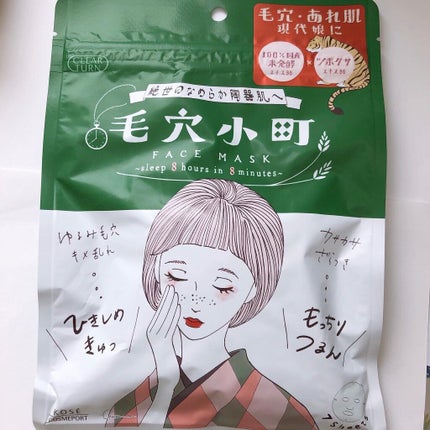 CLEAR
TURN
毛穴・あれ肌
現代娘に
100%国産
米発酵
エキス配合
×
ツボクサ
エキス配合
絶世のなめらか陶器肌へ
毛穴小町
FACE MASK
~sleep 8 hours in 8 minutes~
ゆるみ毛穴
キメ乱れ
ひきしめ
きゅっ
カサカサ
ざらつき
もっちり
つるん
KOSÉ
COSMEPORT
7 Sheets